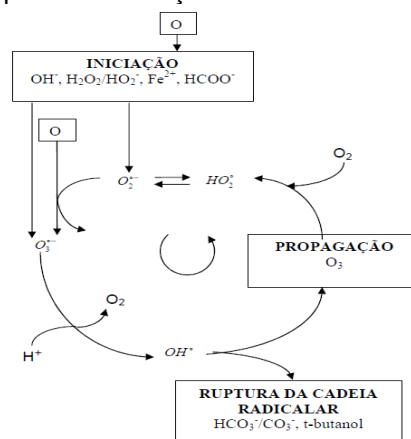 O
INICIAÇÃO
OH⁻, H₂O₂/HO₂⁻, Fe²⁺, HCOO⁻
O
O₂•⁻
HO₂•
O₂
O₃•⁻
PROPAGAÇÃO
O₃
O₂
H⁺
OH•
RUPTURA DA CADEIA
RADICALAR
HCO₃⁻/CO₃⁻, t-butanol